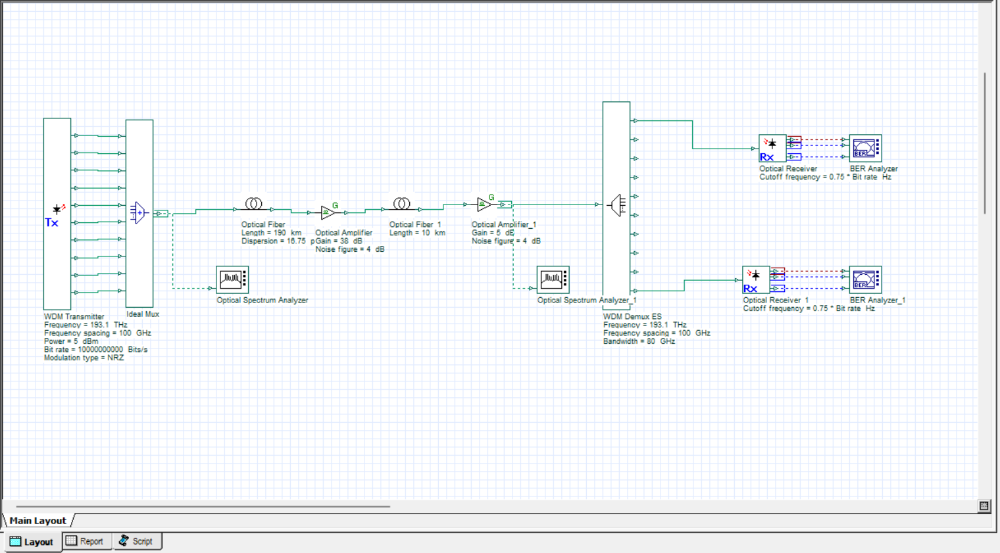 Tx
WDM Transmitter
Frequency = 193.1 THz
Frequency spacing = 100 GHz
Power = 5 dBm
Bit rate = 10000000000 Bits/s
Modulation type = NRZ
Ideal Mux
Optical Fiber
Length = 190 km
Dispersion = 16.75 p
G
Optical Amplifier
Gain = 38 dB
Noise figure = 4 dB
Optical Fiber 1
Length = 10 km
G
Optical Amplifier_1
Gain = 5 dB
Noise figure = 4 dB
Optical Spectrum Analyzer
Optical Spectrum Analyzer_1
WDM Demux ES
Frequency = 193.1 THz
Frequency spacing = 100 GHz
Bandwidth = 80 GHz
Rx
Optical Receiver
Cutoff frequency = 0.75 * Bit rate Hz
BER
BER Analyzer
Rx
Optical Receiver 1
Cutoff frequency = 0.75 * Bit rate Hz
BER
BER Analyzer_1
Main Layout
Layout
Report
Script